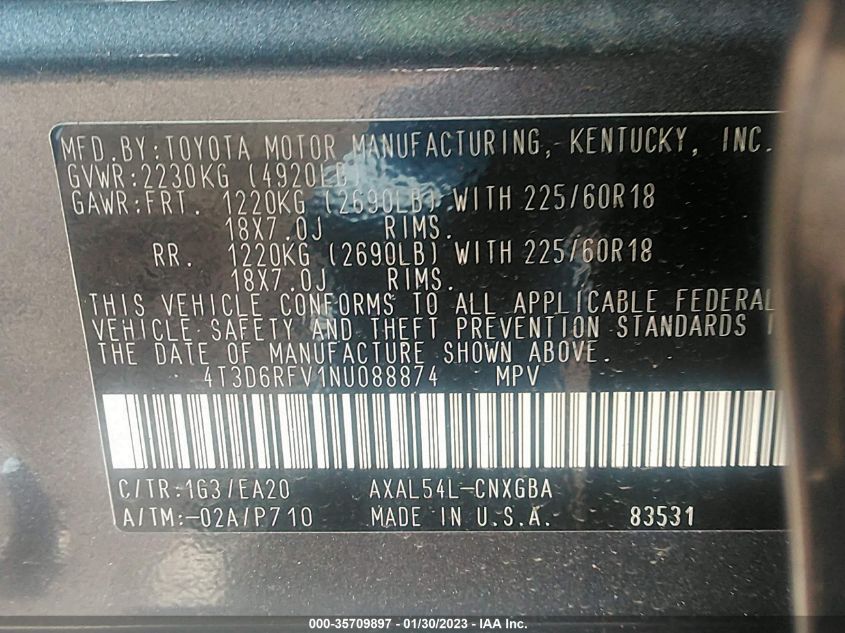 MFD.BY:TOYOTA MOTOR MANUFACTURING, KENTUCKY, INC.
GVWR:2230KG (4920LB
GAWR:FRT. 1220KG (2690LB) WITH 225/60R18
18X7.0J RIMS.
RR. 1220KG (2690LB) WITH 225/60R18
18X7.0J RIMS.
THIS VEHICLE CONFORMS TO ALL APPLICABLE FEDERAL
VEHICLE SAFETY AND THEFT PREVENTION STANDARDS
THE DATE OF MANUFACTURE SHOWN ABOVE.
4T3D6RFV1NU088874 MPV
C/TR:1G3/EA20 AXAL54L-CNXGBA
A/TM:-02A/P710 MADE IN U.S.A. 83531
000-35709897 - 01/30/2023 - IAA Inc.